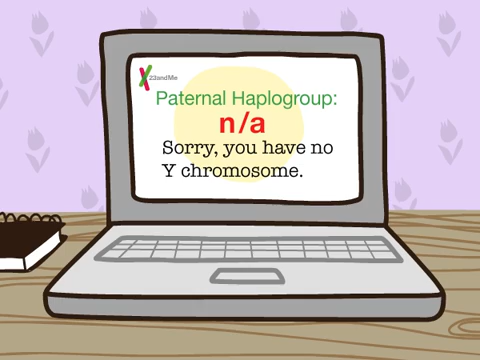 23andMe
Paternal Haplogroup:
n/a
Sorry, you have no
Y chromosome.